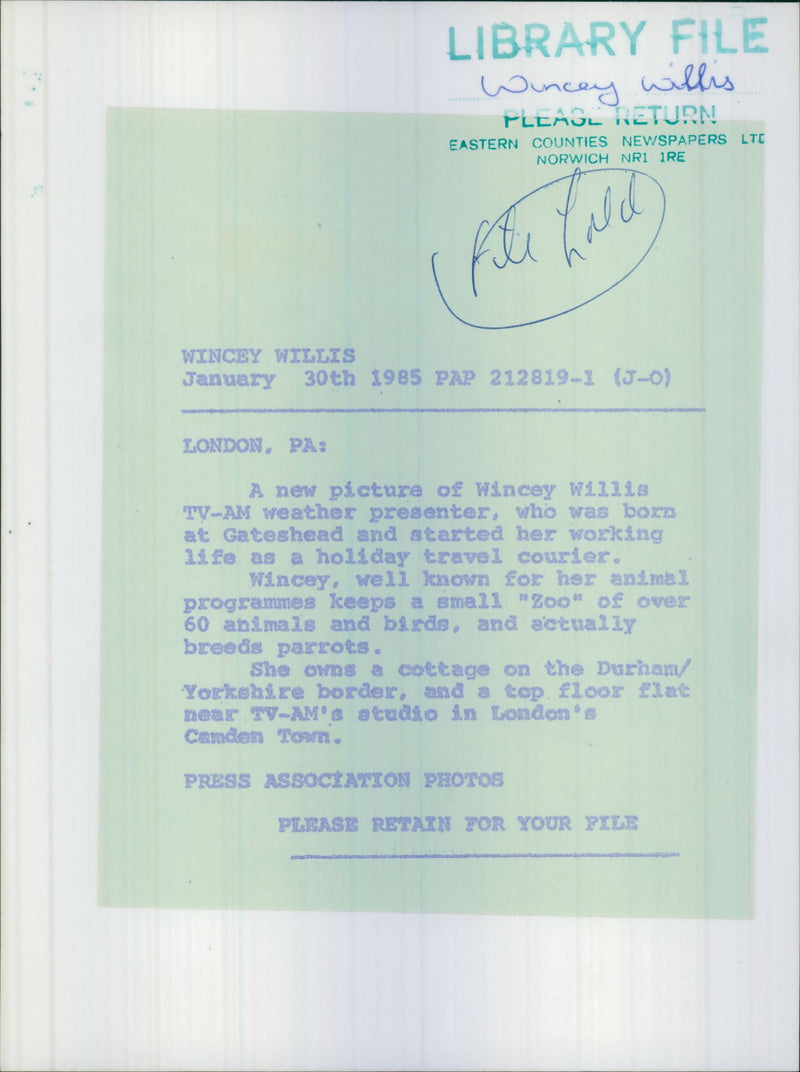 LIBRARY FILE
Wincey Willis
PLEASE RETURN
EASTERN COUNTIES NEWSPAPERS LTD
NORWICH NR1 1RE
File
WINCEY WILLIS
January 30th 1985 PAP 212819-1 (J-O)
LONDON, PA:
A new picture of Wincey Willis
TV-AM weather presenter, who was born
at Gateshead and started her working
life as a holiday travel courier.
Wincey, well known for her animal
programmes keeps a small "Zoo" of over
60 animals and birds, and actually
breeds parrots.
She owns a cottage on the Durham/
Yorkshire border, and a top floor flat
near TV-AM's studio in London's
Camden Town.
PRESS ASSOCIATION PHOTOS
PLEASE RETAIN FOR YOUR FILE